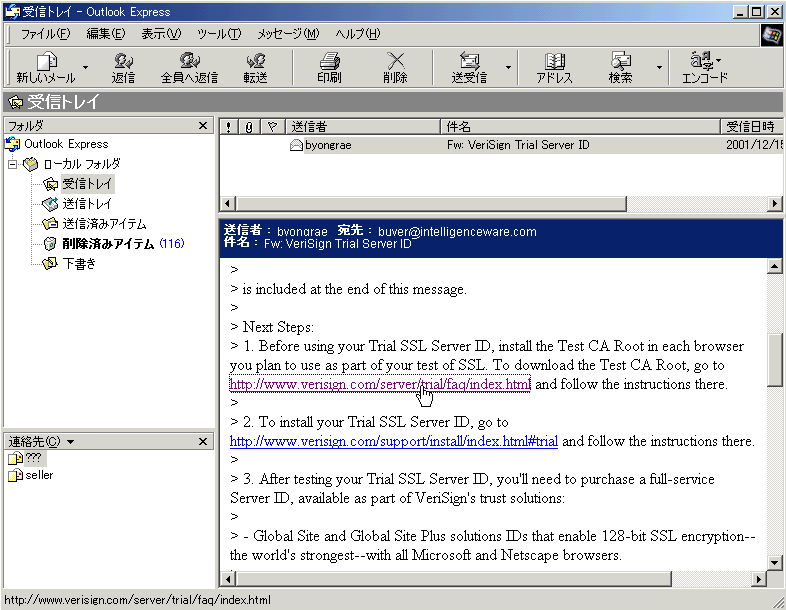 受信トレイ - Outlook Express
ファイル(F) 編集(E) 表示(V) ツール(T) メッセージ(M) ヘルプ(H)
新しいメール 返信 全員へ返信 転送 印刷 削除 送受信 アドレス 検索 エンコード
受信トレイ
フォルダ
Outlook Express
ローカル フォルダ
受信トレイ
送信トレイ
送信済みアイテム
削除済みアイテム (116)
下書き
連絡先(C)
???
seller
! 送信者 件名 受信日時
byongrae Fw: VeriSign Trial Server ID 2001/12/15
送信者: byongrae 宛先: buyer@intelligenceware.com
件名: Fw: VeriSign Trial Server ID
>
> is included at the end of this message.
>
> Next Steps:
> 1. Before using your Trial SSL Server ID, install the Test CA Root in each browser
you plan to use as part of your test of SSL. To download the Test CA Root, go to
http://www.verisign.com/server/trial/faq/index.html and follow the instructions there.
>
> 2. To install your Trial SSL Server ID, go to
http://www.verisign.com/support/install/index.html#trial and follow the instructions there.
>
> 3. After testing your Trial SSL Server ID, you'll need to purchase a full-service
Server ID, available as part of VeriSign's trust solutions:
>
> - Global Site and Global Site Plus solutions IDs that enable 128-bit SSL encryption--
the world's strongest--with all Microsoft and Netscape browsers.
http://www.verisign.com/server/trial/faq/index.html